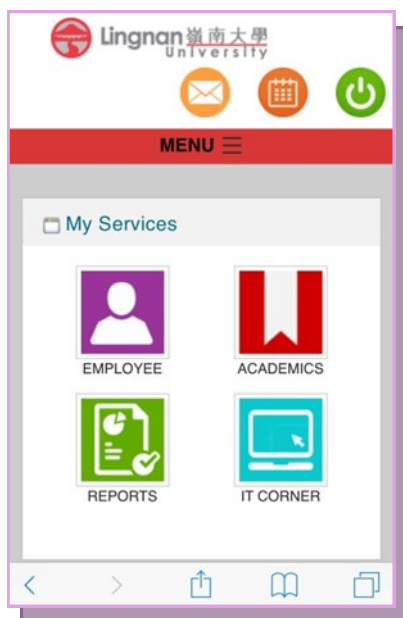 Lingnan 嶺南大學
University
MENU
My Services
EMPLOYEE
ACADEMICS
REPORTS
IT CORNER